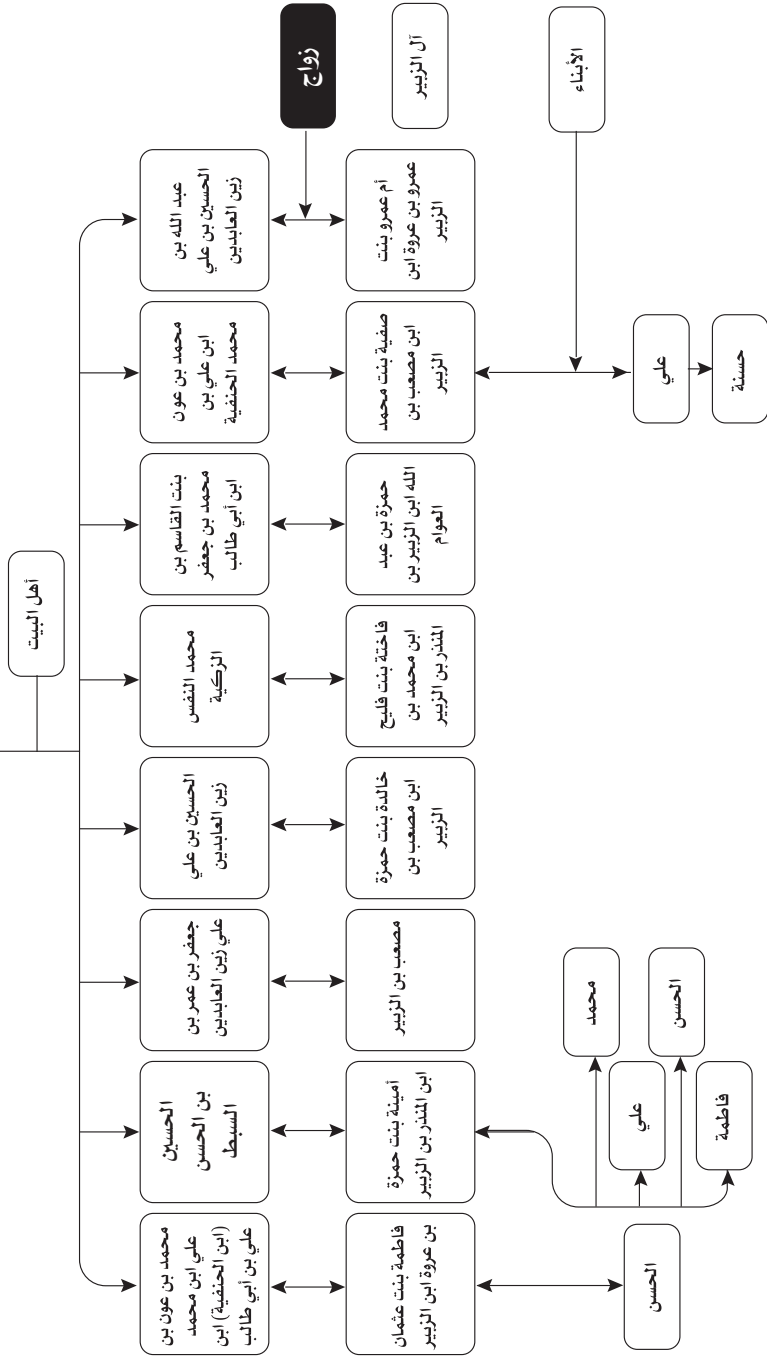 أهل البيت
عبد الله بن
الحسين بن علي
زين العابدين
محمد بن عون
ابن علي بن
محمد الحنفية
بنت القاسم بن
محمد بن جعفر
ابن أبي طالب
محمد النفس
الزكية
الحسين بن علي
زين العابدين
جعفر بن عمر بن
علي زين العابدين
الحسين
بن الحسن
السبط
محمد بن عون بن
علي ابن محمد
(ابن الحنفية) ابن
علي بن أبي طالب
زواج
آل الزبير
أم عمرو بنت
عمرو بن عروة ابن
الزبير
صفية بنت محمد
ابن مصعب بن
الزبير
حمزة بن عبد
الله ابن الزبير بن
العوام
فاختة بنت فليح
ابن محمد بن
المنذر بن الزبير
خالدة بنت حمزة
ابن مصعب بن
الزبير
مصعب بن الزبير
أمينة بنت حمزة
ابن المنذر بن الزبير
فاطمة بنت عثمان
بن عروة ابن الزبير
الأبناء
علي
حسنة
محمد
علي
الحسن
فاطمة
الحسن